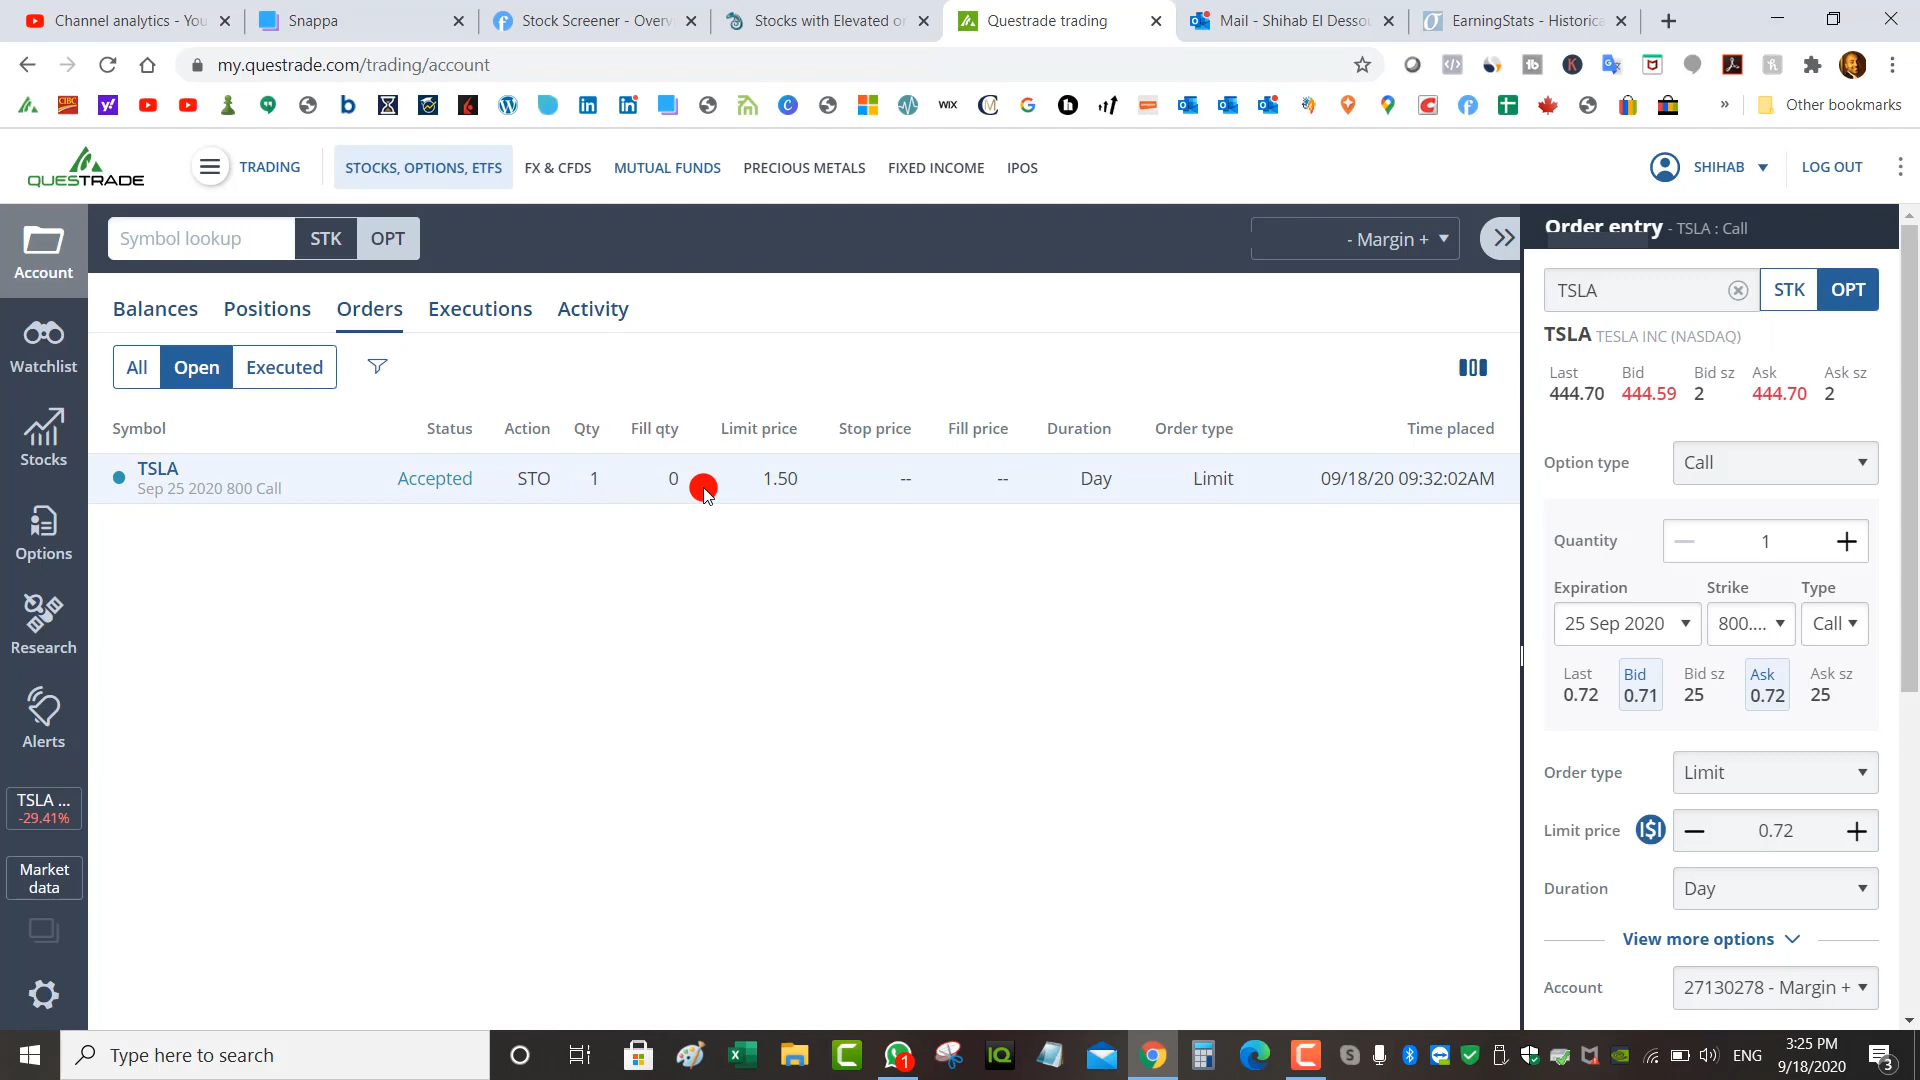 Channel analytics - You
Snappa
Stock Screener - Overv
Stocks with Elevated or
Questrade trading
Mail - Shihab El Desso
EarningStats - Historica
my.questrade.com/trading/account
WIX
Other bookmarks
QUESTRADE
TRADING
STOCKS, OPTIONS, ETFS
FX & CFDS
MUTUAL FUNDS
PRECIOUS METALS
FIXED INCOME
IPOS
SHIHAB
LOG OUT
Account
Watchlist
Stocks
Options
Research
Alerts
TSLA ...
-29.41%
Market
data
Symbol lookup
STK
OPT
- Margin +
Balances
Positions
Orders
Executions
Activity
All
Open
Executed
Symbol Status Action Qty Fill qty Limit price Stop price Fill price Duration Order type Time placed
TSLA Accepted STO 1 0 1.50 -- -- Day Limit 09/18/20 09:32:02AM
Sep 25 2020 800 Call
Order entry - TSLA : Call
TSLA
STK
OPT
TSLA TESLA INC (NASDAQ)
Last Bid Bid sz Ask Ask sz
444.70 444.59 2 444.70 2
Option type Call
Quantity 1
Expiration Strike Type
25 Sep 2020 800.... Call
Last Bid Bid sz Ask Ask sz
0.72 0.71 25 0.72 25
Order type Limit
Limit price 0.72
Duration Day
View more options
Account 27130278 - Margin +
Type here to search
ENG
3:25 PM
9/18/2020
3